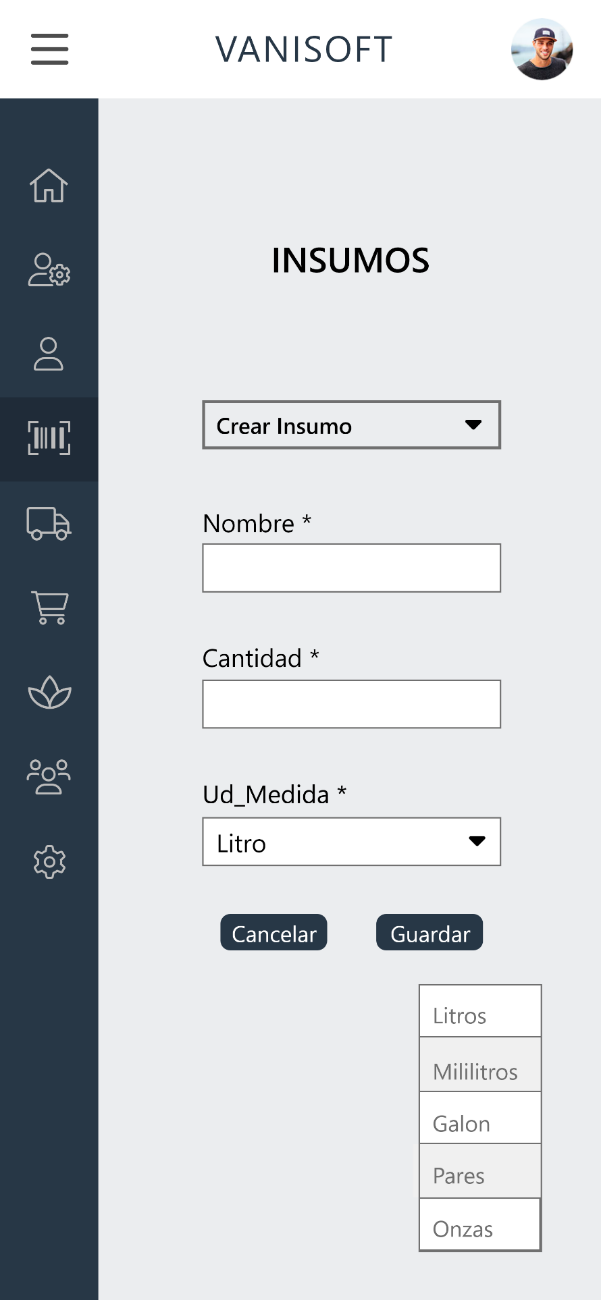 VANISOFT
INSUMOS
Crear Insumo
Nombre *
Cantidad *
Ud_Medida *
Litro
Cancelar
Guardar
Litros
Mililitros
Galon
Pares
Onzas